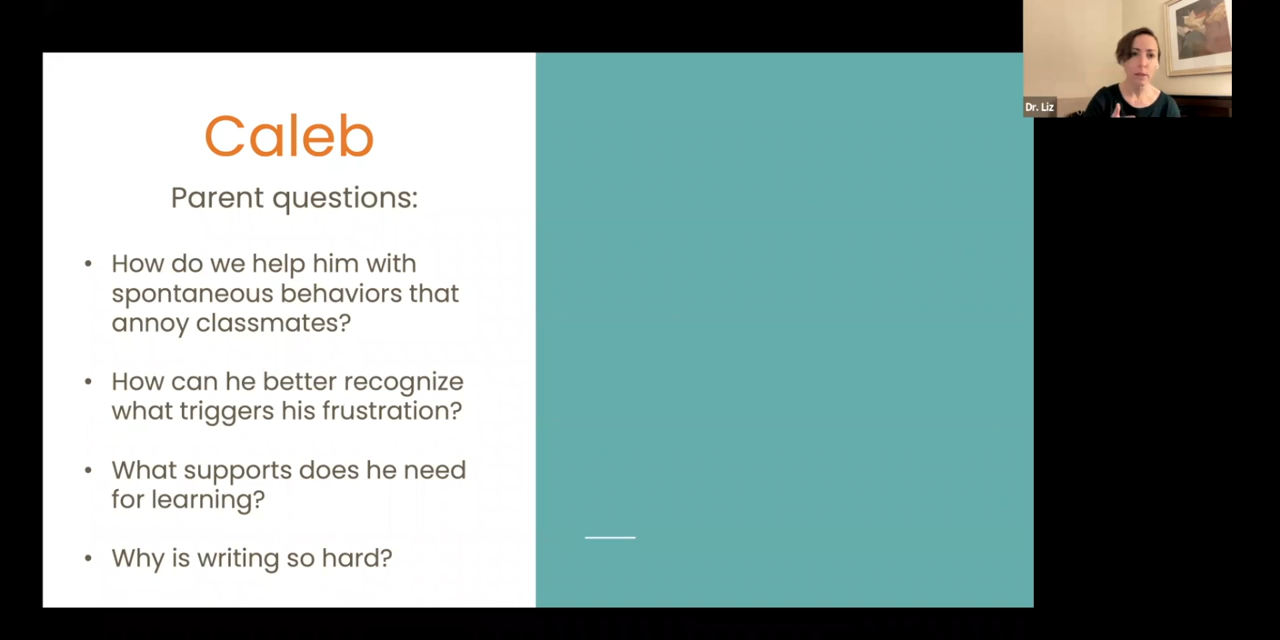 Caleb
Parent questions:
• How do we help him with
spontaneous behaviors that
annoy classmates?
• How can he better recognize
what triggers his frustration?
• What supports does he need
for learning?
• Why is writing so hard?
Dr. Liz